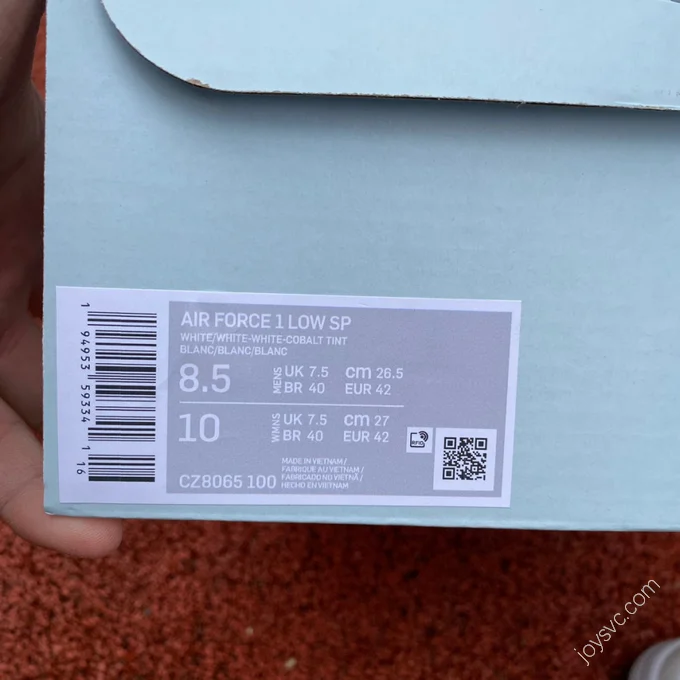 1 94953 59334 1 16
AIR FORCE 1 LOW SP
WHITE/WHITE-WHITE-COBALT TINT
BLANC/BLANC/BLANC
8.5 MENS UK 7.5 cm 26.5
BR 40 EUR 42
10 WMNS UK 7.5 cm 27
BR 40 EUR 42
MADE IN VIETNAM /
FABRIQUE AU VIETNAM /
FABRICADO NO VIETNÃ /
CZ8065 100 HECHO EN VIETNAM
RFID
joysvc.com